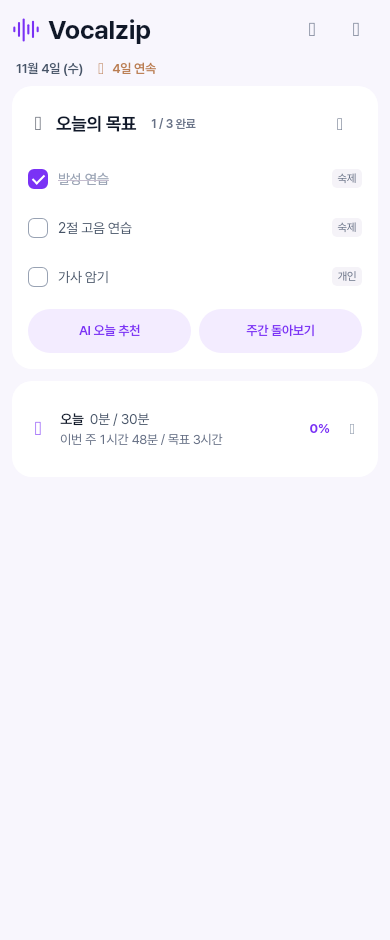 Vocalzip
11월 4일 (수) 4일 연속
오늘의 목표 1 / 3 완료
발성 연습 숙제
2절 고음 연습 숙제
가사 암기 개인
AI 오늘 추천 주간 돌아보기
오늘 0분 / 30분
이번 주 1시간 48분 / 목표 3시간
0%